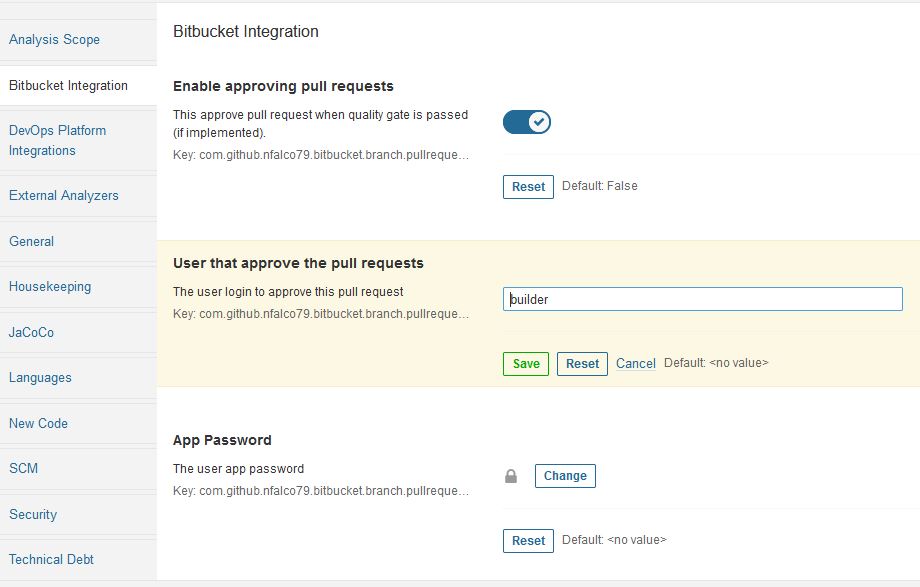 Analysis Scope
Bitbucket Integration
DevOps Platform
Integrations
External Analyzers
General
Housekeeping
JaCoCo
Languages
New Code
SCM
Security
Technical Debt
Bitbucket Integration
Enable approving pull requests
This approve pull request when quality gate is passed
(if implemented).
Key: com.github.nfalco79.bitbucket.branch.pullreque...
Reset Default: False
User that approve the pull requests
The user login to approve this pull request
Key: com.github.nfalco79.bitbucket.branch.pullreque...
builder
Save Reset Cancel Default: <no value>
App Password
The user app password
Key: com.github.nfalco79.bitbucket.branch.pullreque...
Change
Reset Default: <no value>